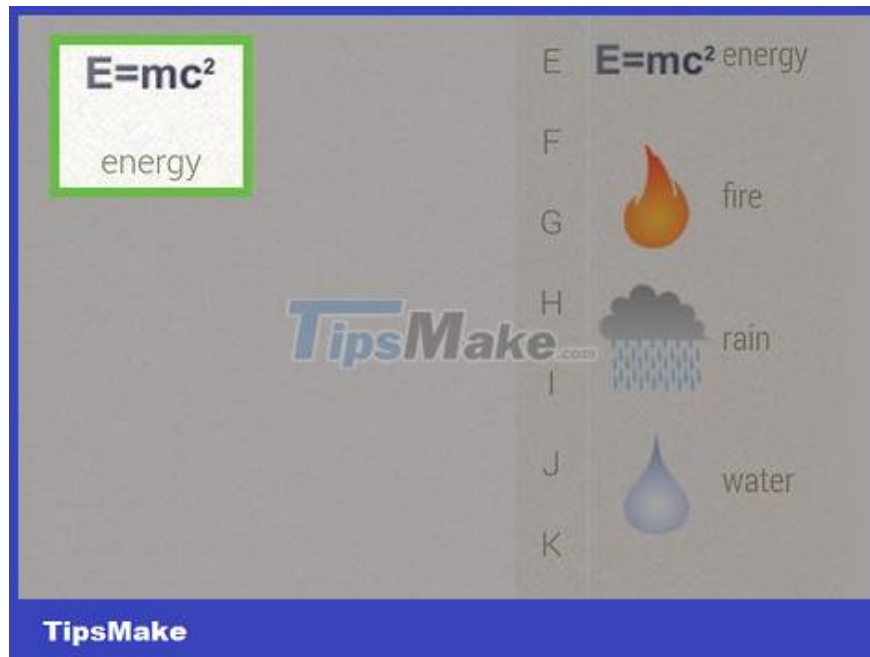 E=mc²
energy
E
F
G
H
I
J
K
E=mc² energy
fire
rain
water
TipsMake.com
TipsMake